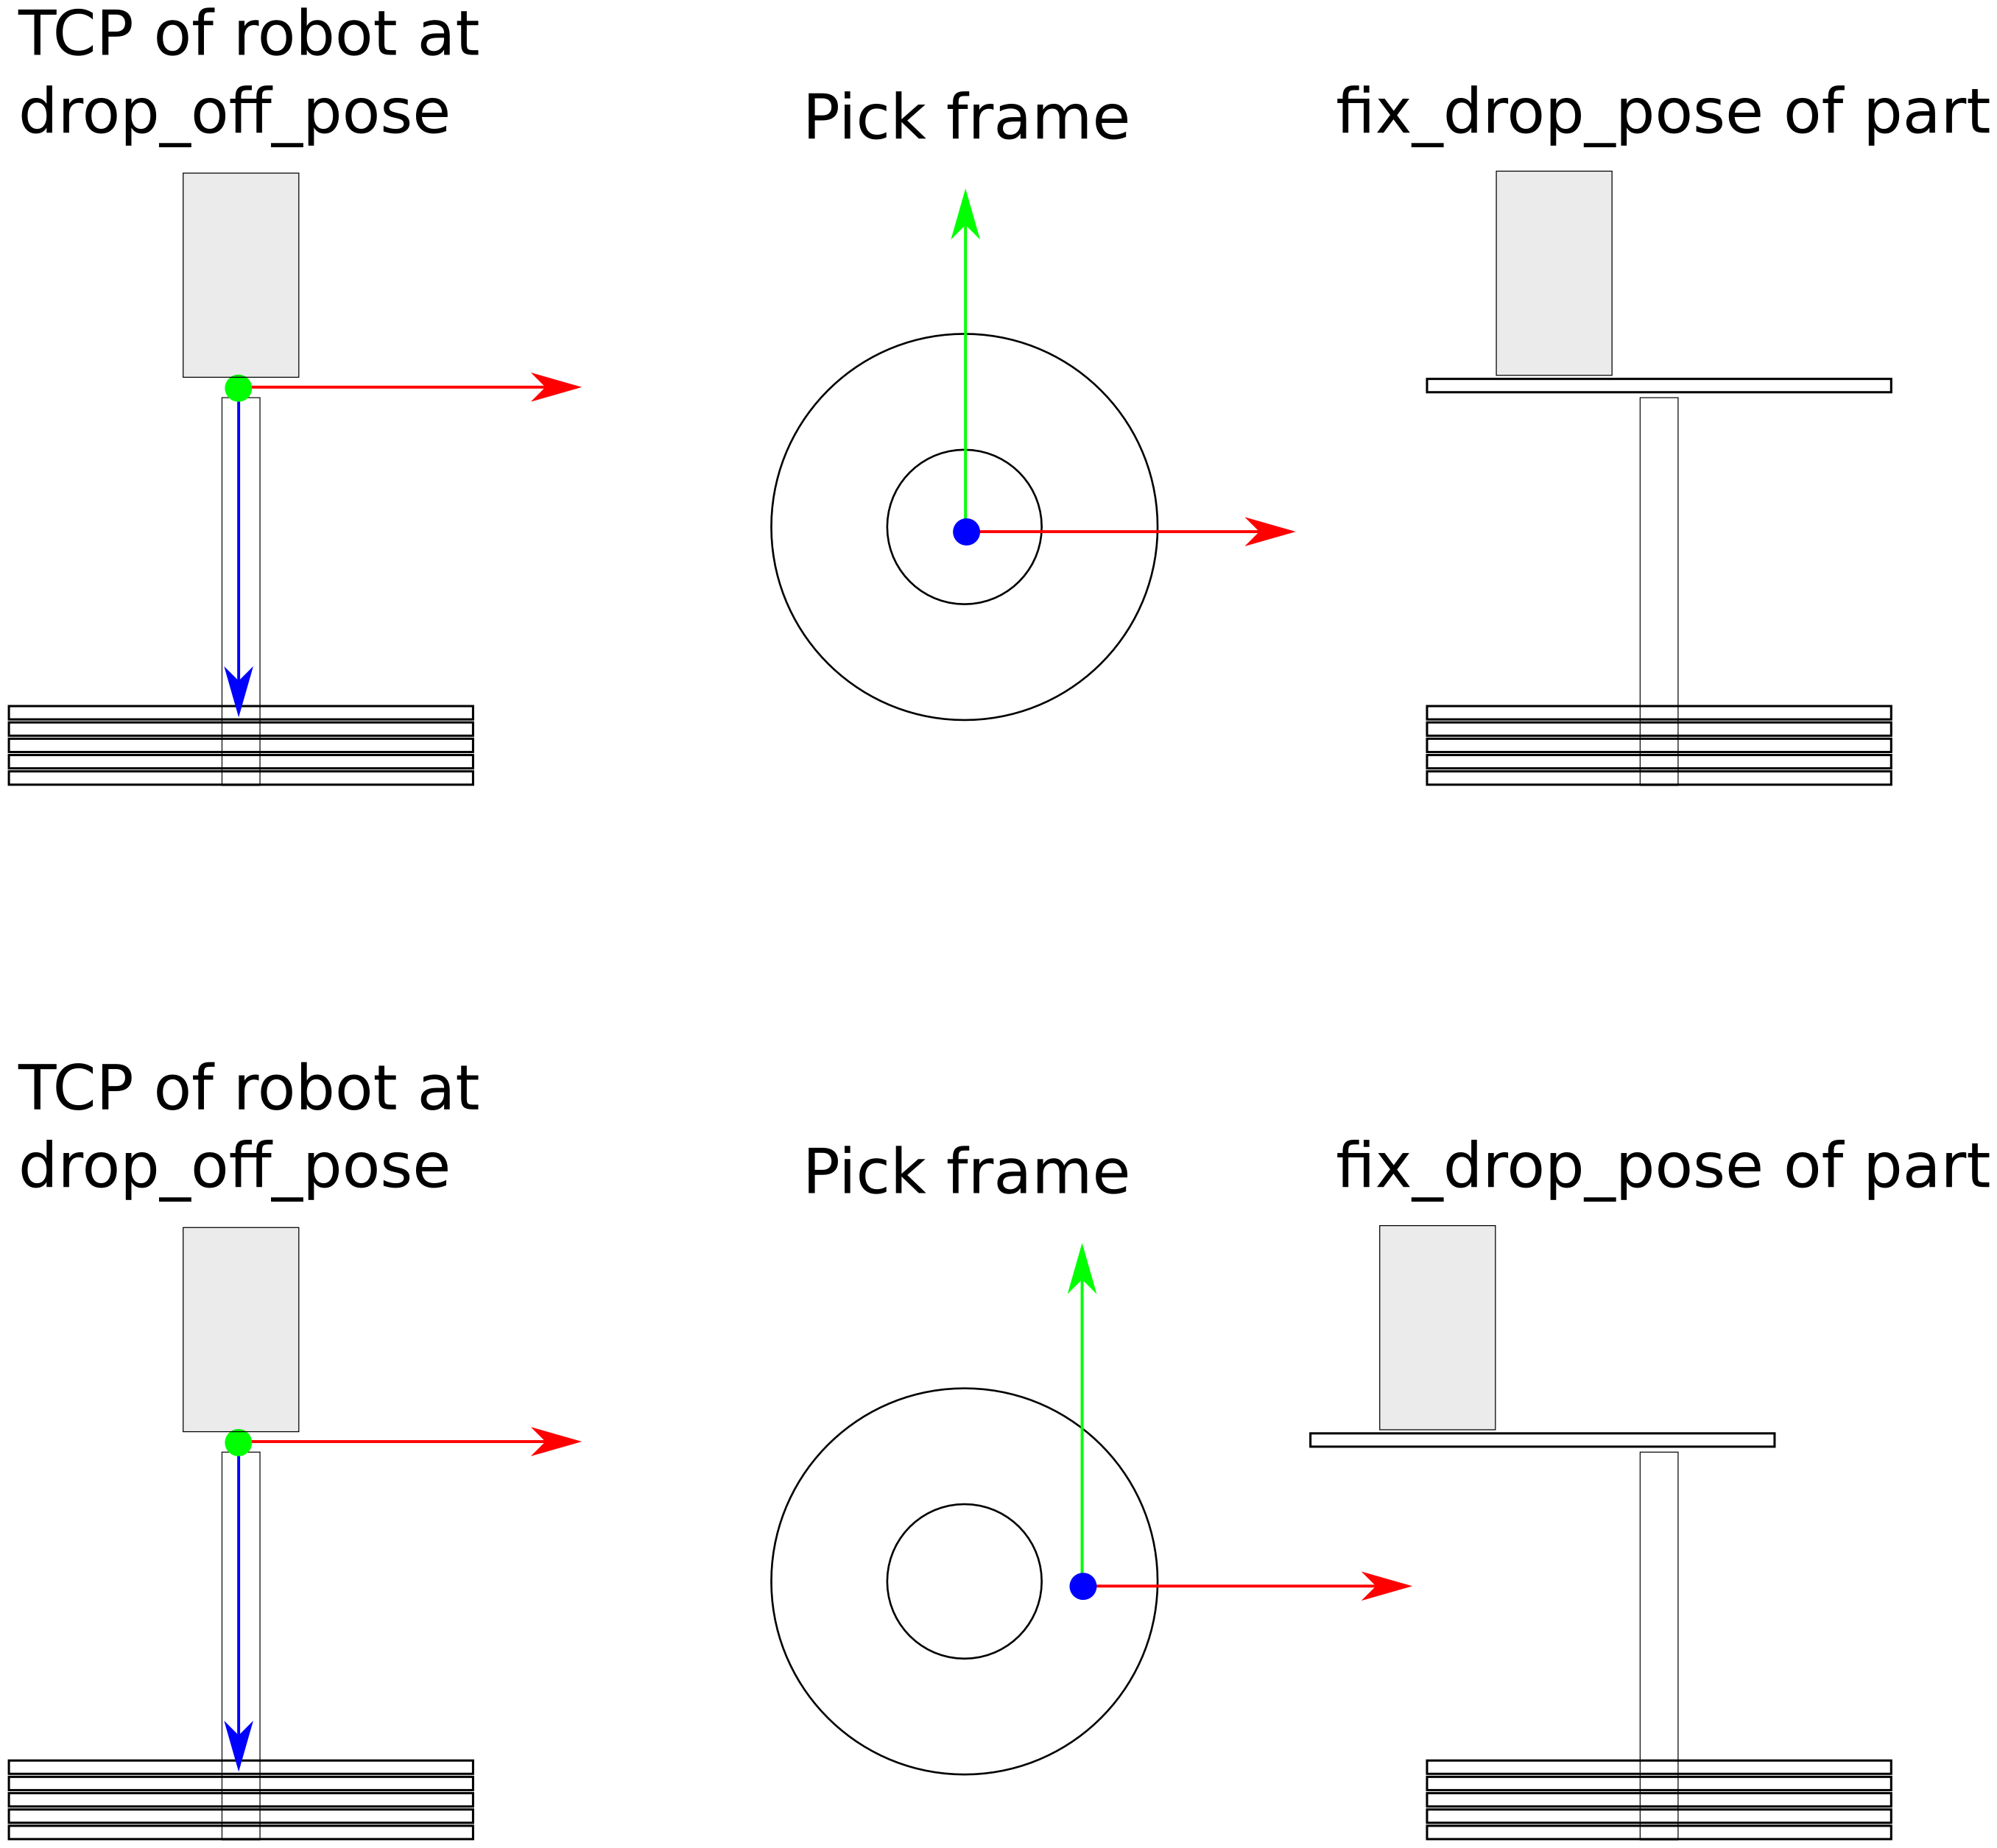 TCP of robot at
drop_off_pose
Pick frame
fix_drop_pose of part
TCP of robot at
drop_off_pose
Pick frame
fix_drop_pose of part